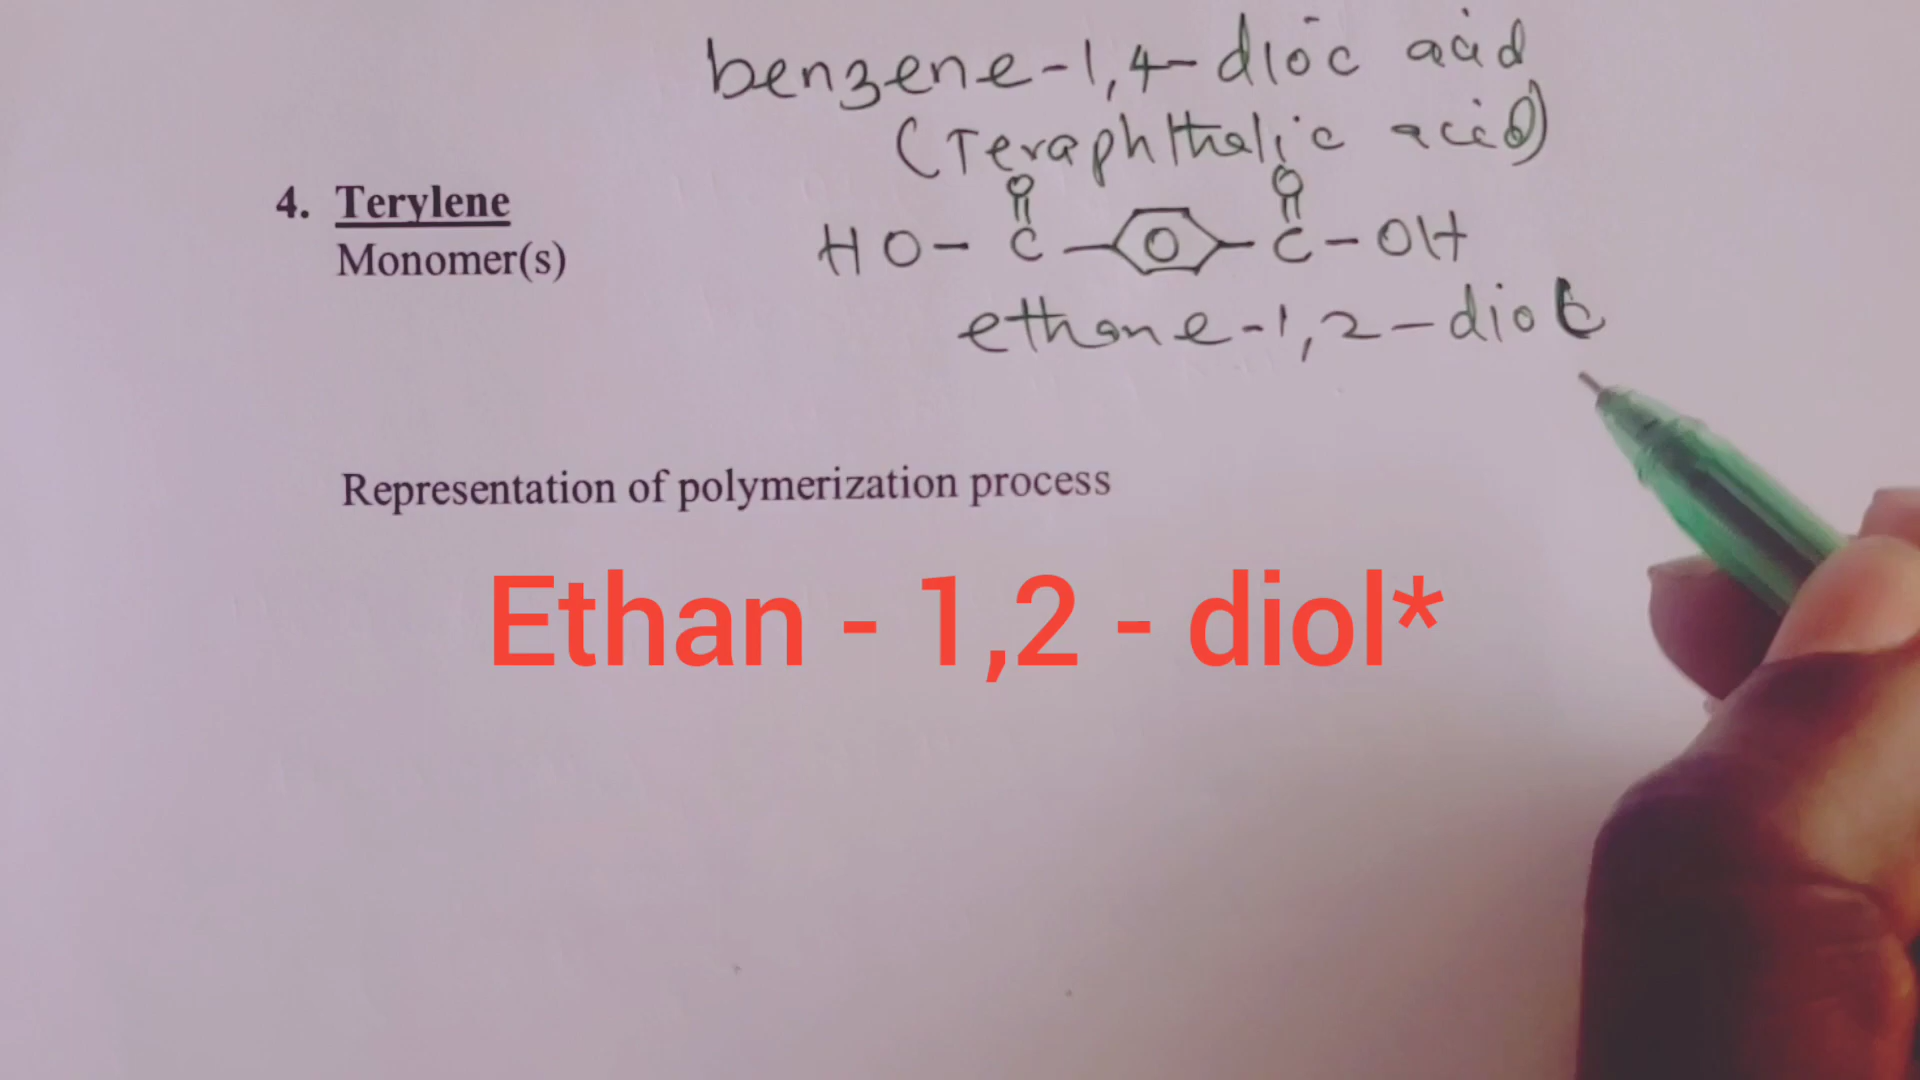 benzene-1,4-dioc acid
(Teraphthalic acid)
4. Terylene
Monomer(s)
O O
HO-C-O-C-OH
ethane-1,2-diol
Representation of polymerization process
Ethan - 1,2 - diol*